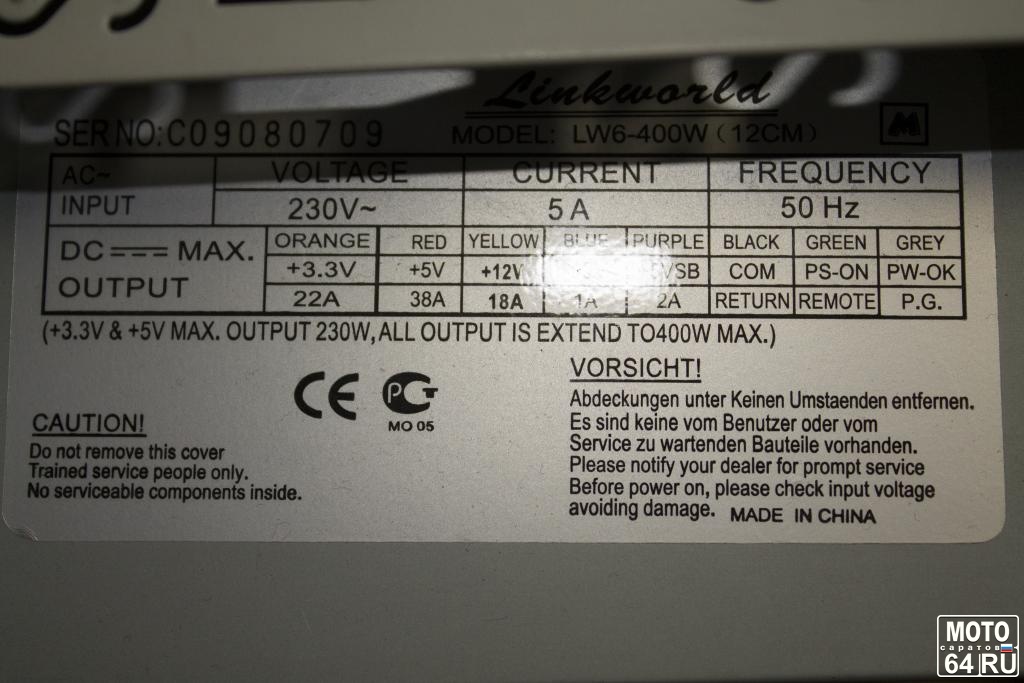 Linkworld
SER NO: C09080709 MODEL: LW6-400W (12CM) M
AC~ INPUT VOLTAGE CURRENT FREQUENCY
230V~ 5 A 50 Hz
DC MAX. OUTPUT ORANGE RED YELLOW BLUE PURPLE BLACK GREEN GREY
+3.3V +5V +12V COM PS-ON PW-OK
22A 38A 18A 1A 2A RETURN REMOTE P.G.
(+3.3V & +5V MAX. OUTPUT 230W, ALL OUTPUT IS EXTEND TO400W MAX.)
CE РСТ
MO 05
CAUTION!
Do not remove this cover
Trained service people only.
No serviceable components inside.
VORSICHT!
Abdeckungen unter Keinen Umstaenden entfernen.
Es sind keine vom Benutzer oder vom
Service zu wartenden Bauteile vorhanden.
Please notify your dealer for prompt service
Before power on, please check input voltage
avoiding damage. MADE IN CHINA
MOTO
саратов
64 RU